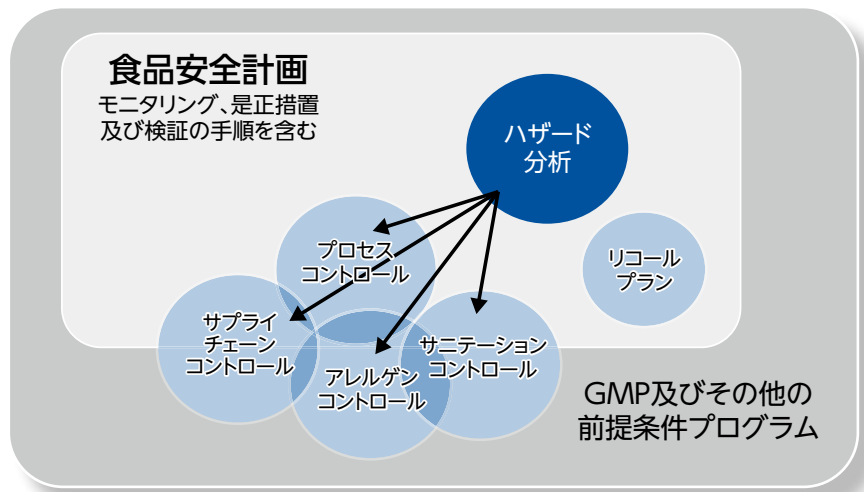 食品安全計画
モニタリング、是正措置
及び検証の手順を含む
ハザード
分析
プロセス
コントロール
リコール
プラン
サプライ
チェーン
コントロール
アレルゲン
コントロール
サニテーション
コントロール
GMP及びその他の
前提条件プログラム